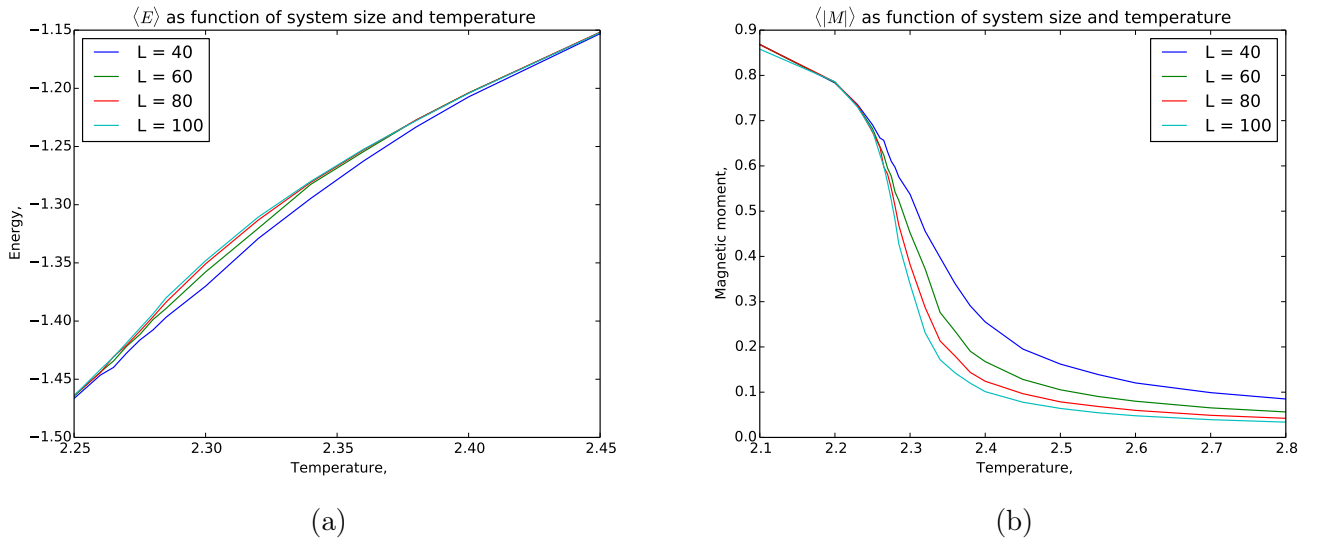 ⟨E⟩ as function of system size and temperature
−1.15
−1.20
−1.25
−1.30
−1.35
−1.40
−1.45
−1.50
Energy,
L = 40
L = 60
L = 80
L = 100
2.25 2.30 2.35 2.40 2.45
Temperature,
(a)
⟨|M|⟩ as function of system size and temperature
0.9
0.8
0.7
0.6
0.5
0.4
0.3
0.2
0.1
0.0
Magnetic moment,
L = 40
L = 60
L = 80
L = 100
2.1 2.2 2.3 2.4 2.5 2.6 2.7 2.8
Temperature,
(b)